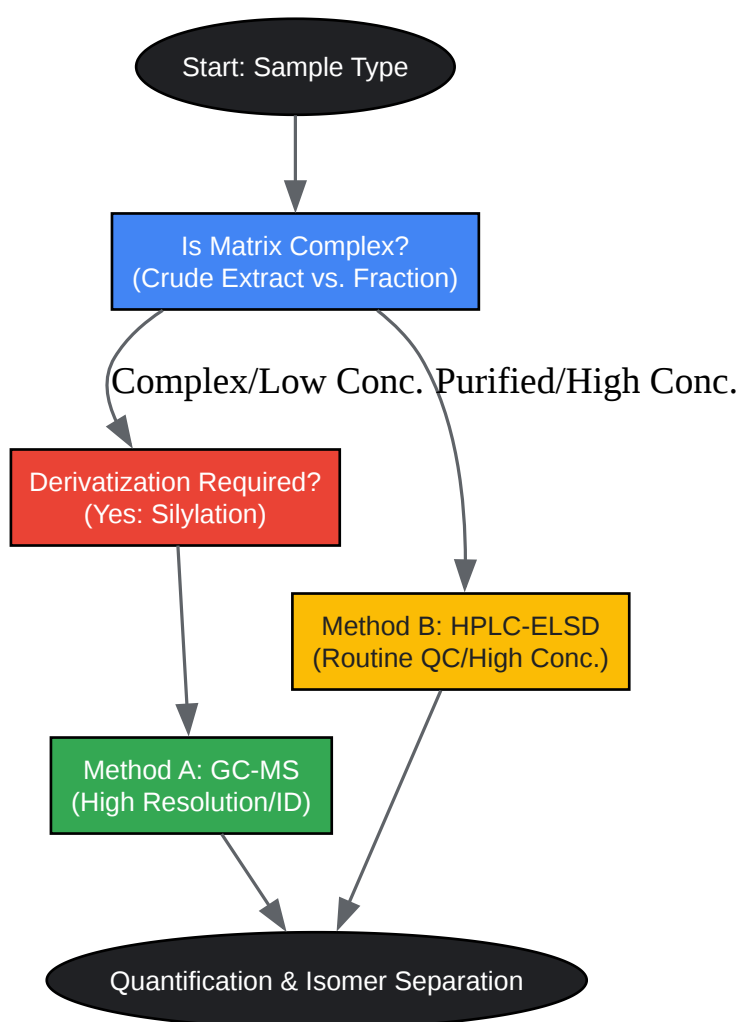 Start: Sample Type
Is Matrix Complex?
(Crude Extract vs. Fraction)
Complex/Low Conc.
Purified/High Conc.
Derivatization Required?
(Yes: Silylation)
Method B: HPLC-ELSD
(Routine QC/High Conc.)
Method A: GC-MS
(High Resolution/ID)
Quantification & Isomer Separation